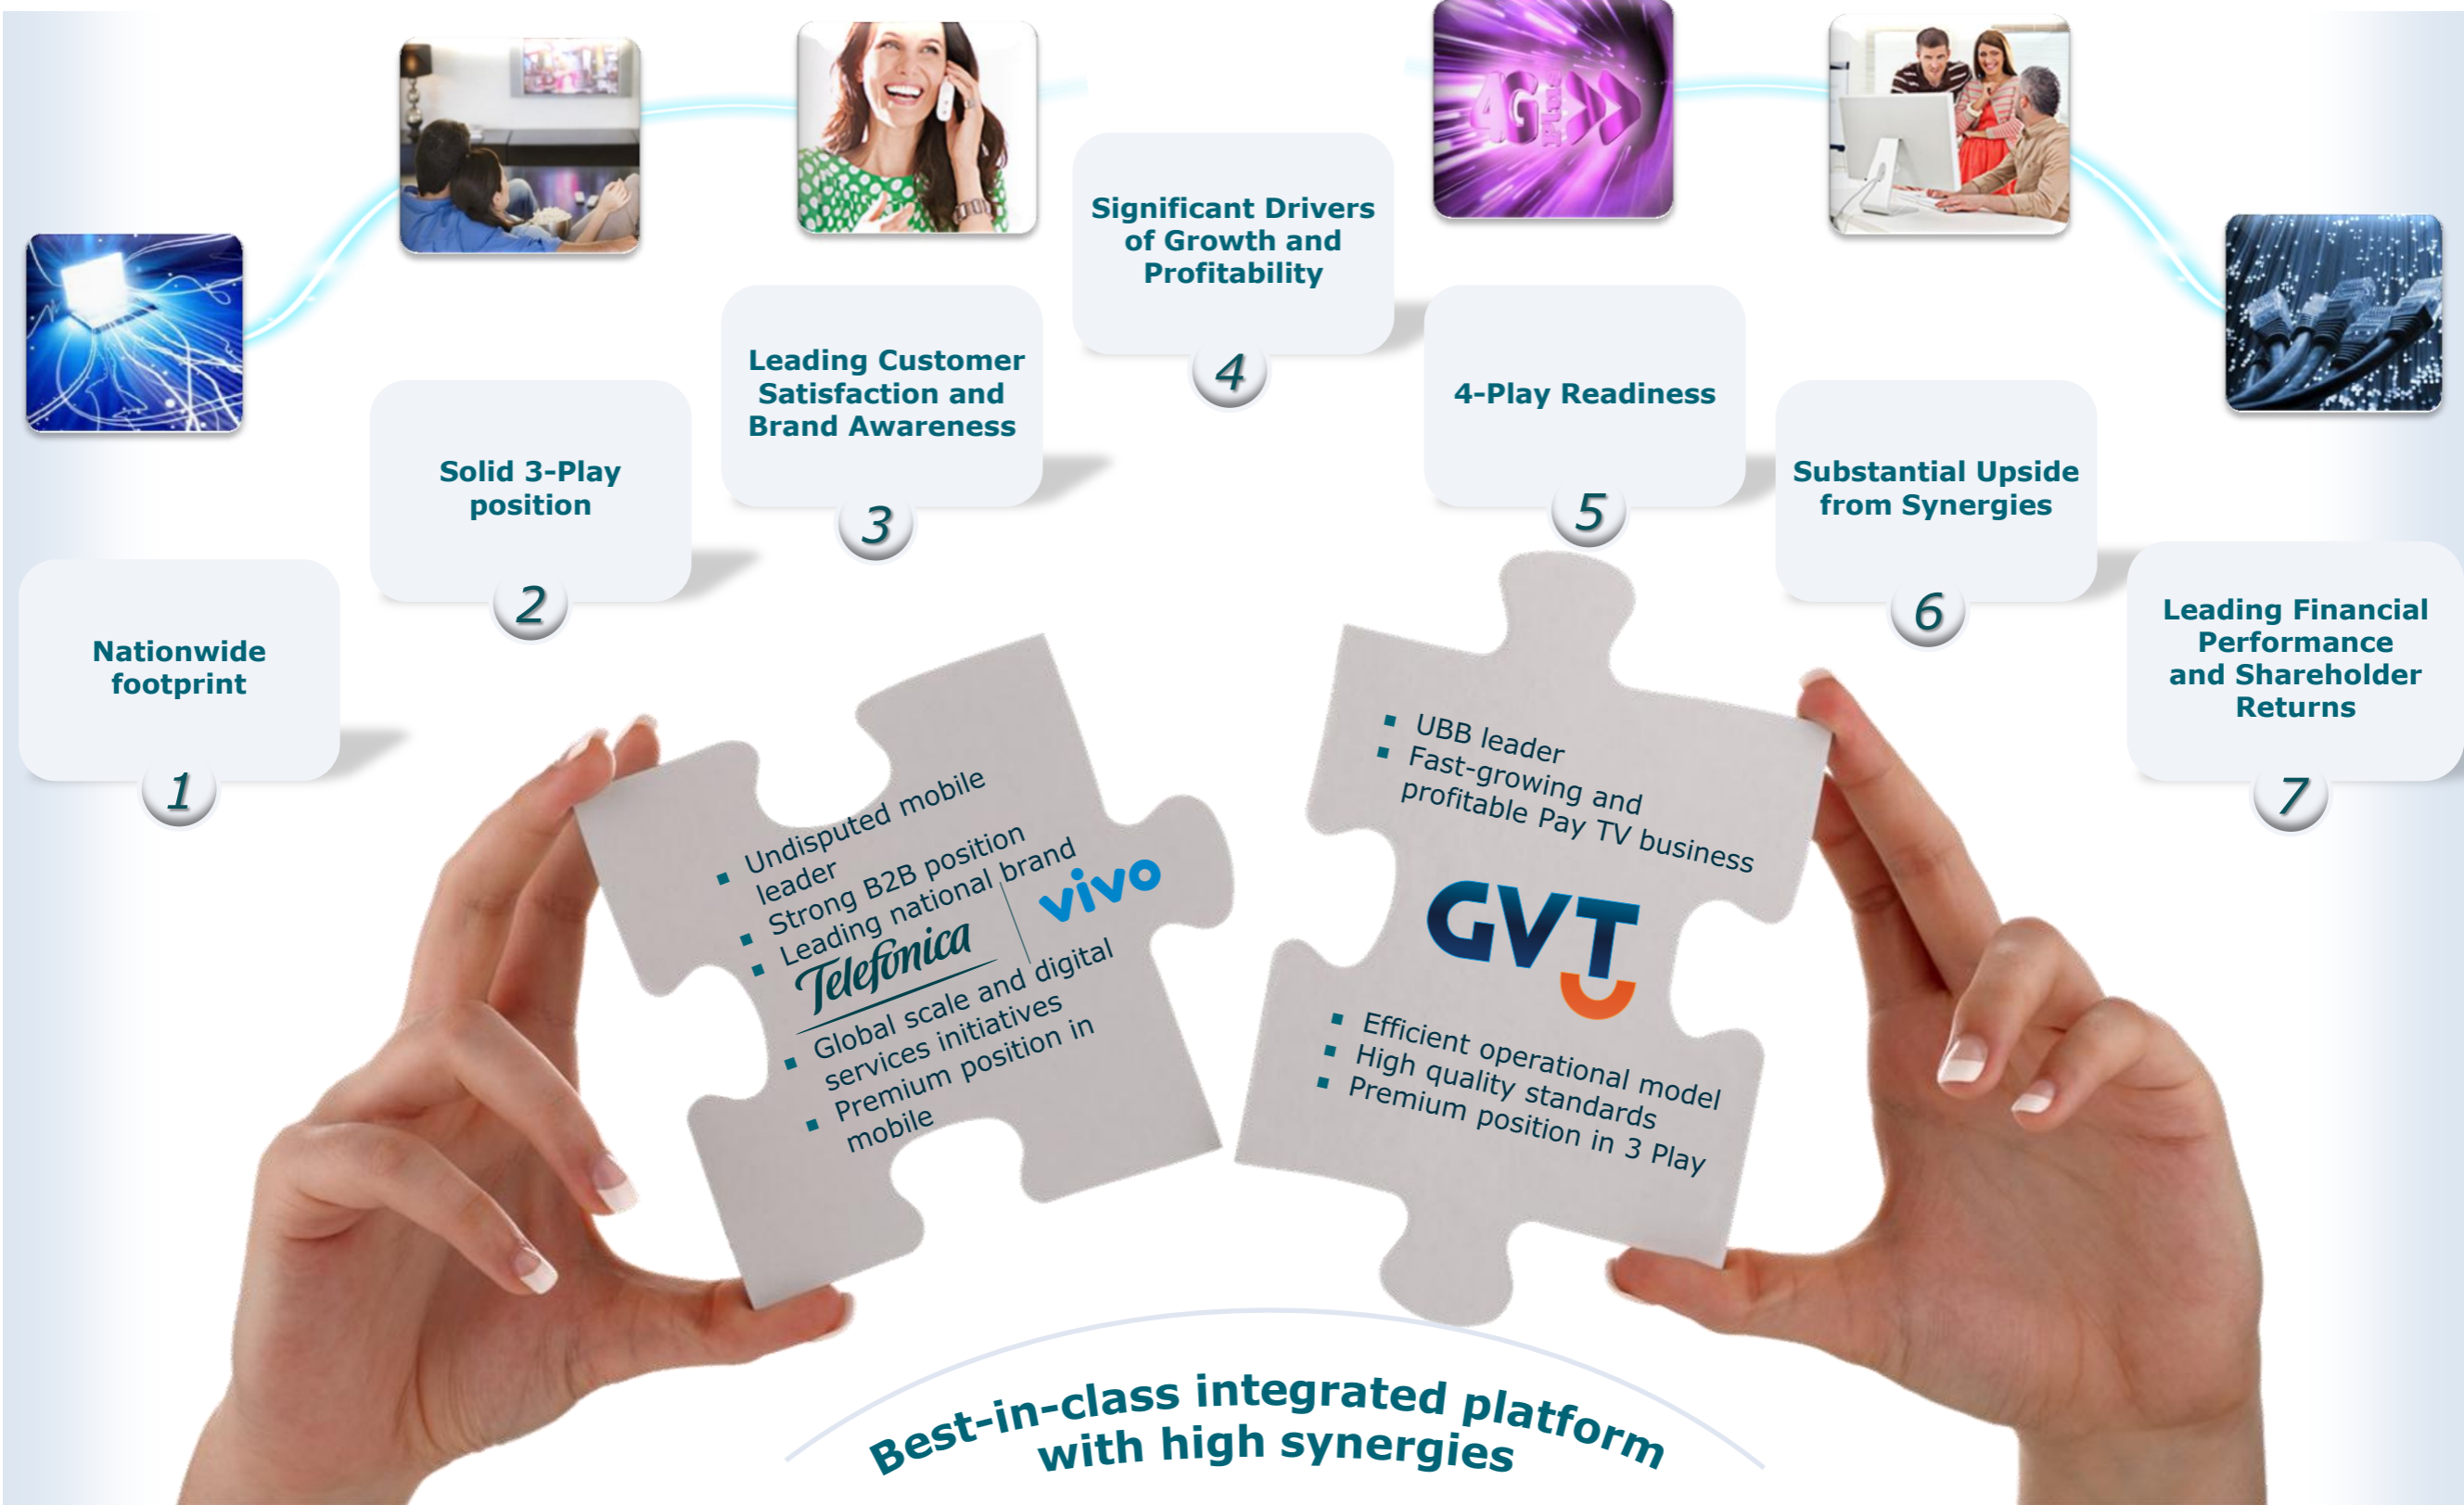 Nationwide
footprint
1
Solid 3-Play
position
2
Leading Customer
Satisfaction and
Brand Awareness
3
Significant Drivers
of Growth and
Profitability
4
4G
Plus
4-Play Readiness
5
Substantial Upside
from Synergies
6
Leading Financial
Performance
and Shareholder
Returns
7
▪ Undisputed mobile
leader
▪ Strong B2B position
▪ Leading national brand
Telefónica
vivo
▪ Global scale and digital
services initiatives
▪ Premium position in
mobile
▪ UBB leader
▪ Fast-growing and
profitable Pay TV business
GVT
▪ Efficient operational model
▪ High quality standards
▪ Premium position in 3 Play
Best-in-class integrated platform
with high synergies